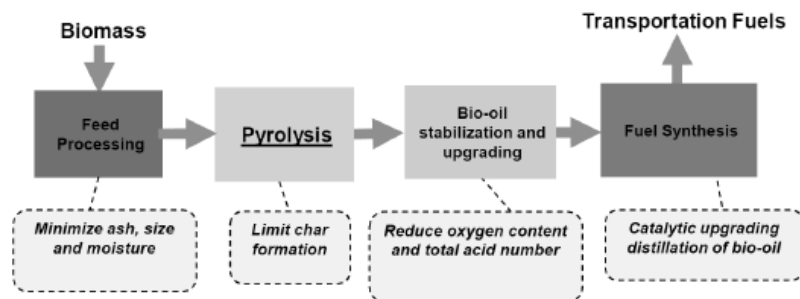 Biomass
Transportation Fuels
Feed
Processing
Pyrolysis
Bio-oil
stabilization and
upgrading
Fuel Synthesis
Minimize ash, size
and moisture
Limit char
formation
Reduce oxygen content
and total acid number
Catalytic upgrading
distillation of bio-oil